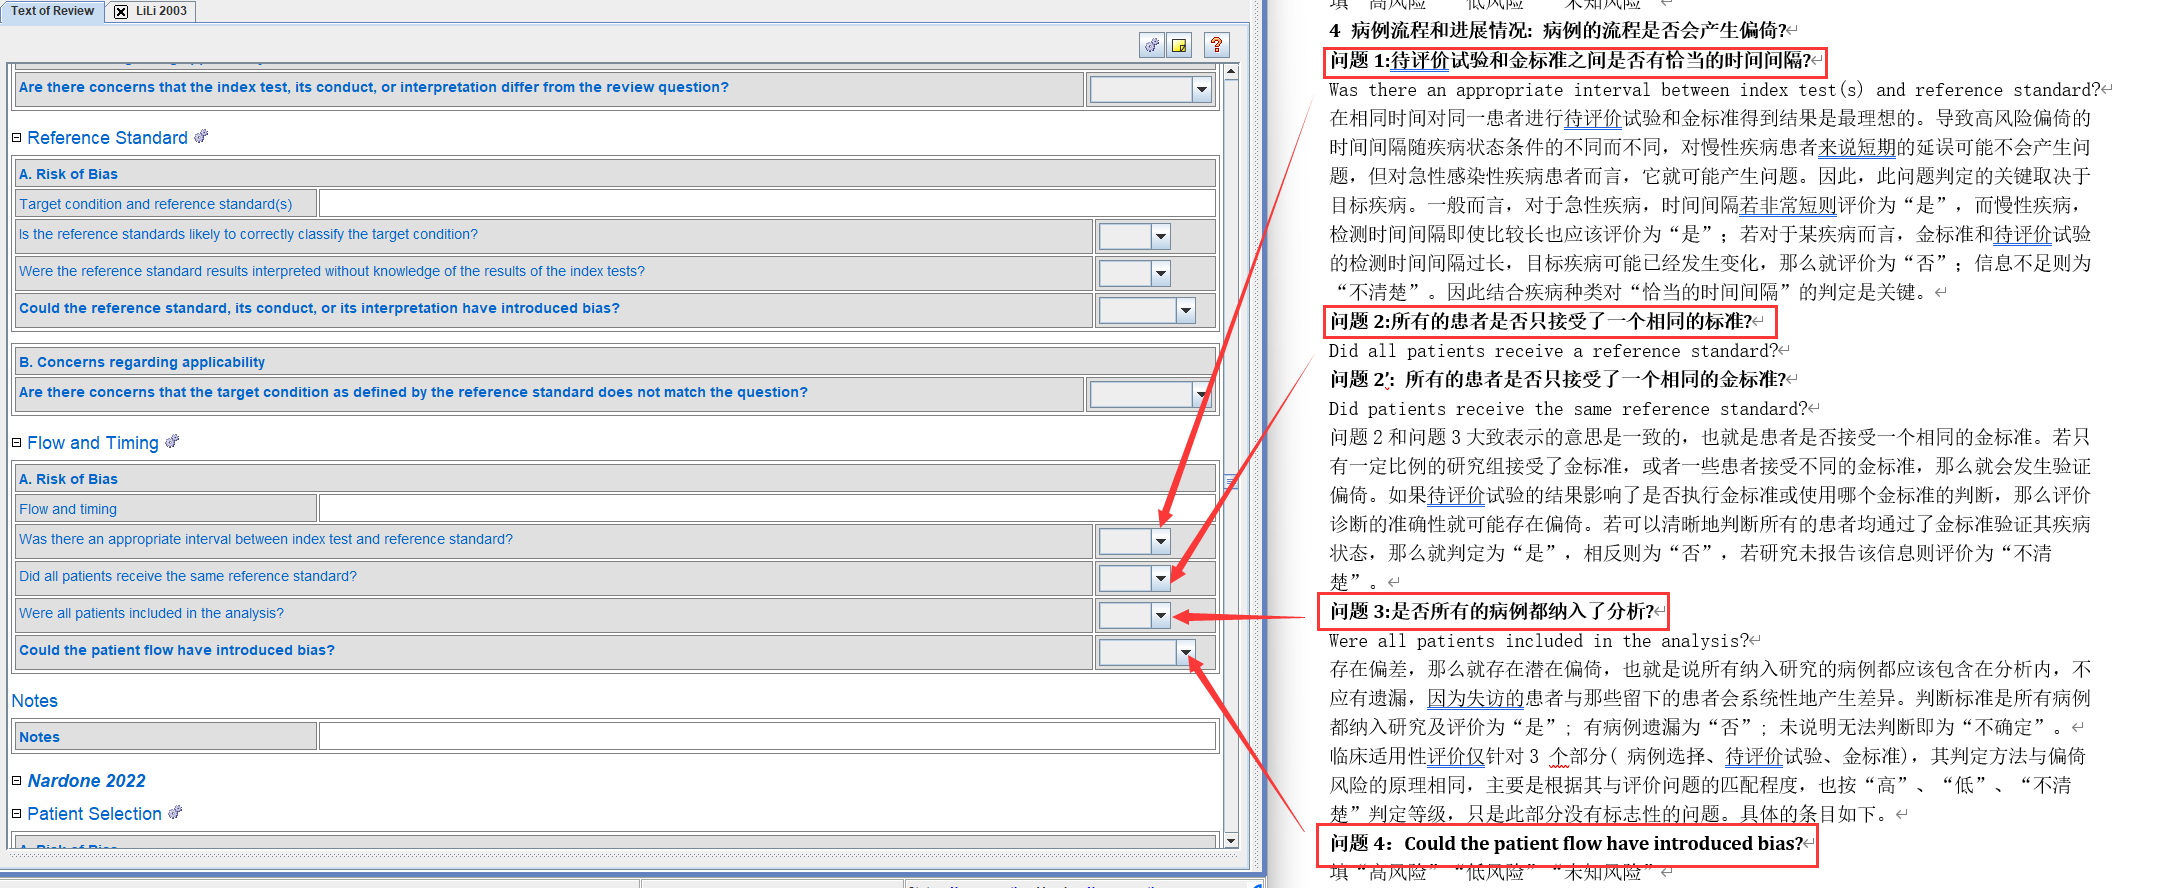 Text of Review
LiLi 2003
Are there concerns that the index test, its conduct, or interpretation differ from the review question?
Reference Standard
A. Risk of Bias
Target condition and reference standard(s)
Is the reference standards likely to correctly classify the target condition?
Were the reference standard results interpreted without knowledge of the results of the index tests?
Could the reference standard, its conduct, or its interpretation have introduced bias?
B. Concerns regarding applicability
Are there concerns that the target condition as defined by the reference standard does not match the question?
Flow and Timing
A. Risk of Bias
Flow and timing
Was there an appropriate interval between index test and reference standard?
Did all patients receive the same reference standard?
Were all patients included in the analysis?
Could the patient flow have introduced bias?
Notes
Notes
Nardone 2022
Patient Selection
A. Risk of Bias
填“高风险”“低风险”“未知风险”
4 病例流程和进展情况：病例的流程是否会产生偏倚?
问题 1:待评价试验和金标准之间是否有恰当的时间间隔?
Was there an appropriate interval between index test(s) and reference standard?
在相同时间对同一患者进行待评价试验和金标准得到结果是最理想的。导致高风险偏倚的
时间间隔随疾病状态条件的不同而不同，对慢性疾病患者来说短期的延误可能不会产生问
题，但对急性感染性疾病患者而言，它就可能产生问题。因此，此问题判定的关键取决于
目标疾病。一般而言，对于急性疾病，时间间隔若非常短则评价为“是”，而慢性疾病，
检测时间间隔即使比较长也应该评价为“是”；若对于某疾病而言，金标准和待评价试验
的检测时间间隔过长，目标疾病可能已经发生变化，那么就评价为“否”；信息不足则为
“不清楚”。因此结合疾病种类对“恰当的时间间隔”的判定是关键。
问题 2:所有的患者是否只接受了一个相同的标准?
Did all patients receive a reference standard?
问题 2’：所有的患者是否只接受了一个相同的金标准?
Did patients receive the same reference standard?
问题 2 和问题 3 大致表示的意思是一致的，也就是患者是否接受一个相同的金标准。若只
有一定比例的研究组接受了金标准，或者一些患者接受不同的金标准，那么就会发生验证
偏倚。如果待评价试验的结果影响了是否执行金标准或使用哪个金标准的判断，那么评价
诊断的准确性就可能存在偏倚。若可以清晰地判断所有的患者均通过了金标准验证其疾病
状态，那么就判定为“是”，相反则为“否”，若研究未报告该信息则评价为“不清
楚”。
问题 3:是否所有的病例都纳入了分析?
Were all patients included in the analysis?
存在偏差，那么就存在潜在偏倚，也就是说所有纳入研究的病例都应该包含在分析内，不
应有遗漏，因为失访的患者与那些留下的患者会系统性地产生差异。判断标准是所有病例
都纳入研究及评价为“是”；有病例遗漏为“否”；未说明无法判断即为“不确定”。
临床适用性评价仅针对 3 个部分( 病例选择、待评价试验、金标准)，其判定方法与偏倚
风险的原理相同，主要是根据其与评价问题的匹配程度，也按“高”、“低”、“不清
楚”判定等级，只是此部分没有标志性的问题。具体的条目如下。
问题 4：Could the patient flow have introduced bias?
填“高风险”“低风险”“未知风险”